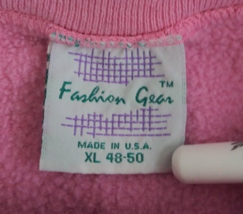 Fashion Gear™
MADE IN U.S.A.
XL 48-50